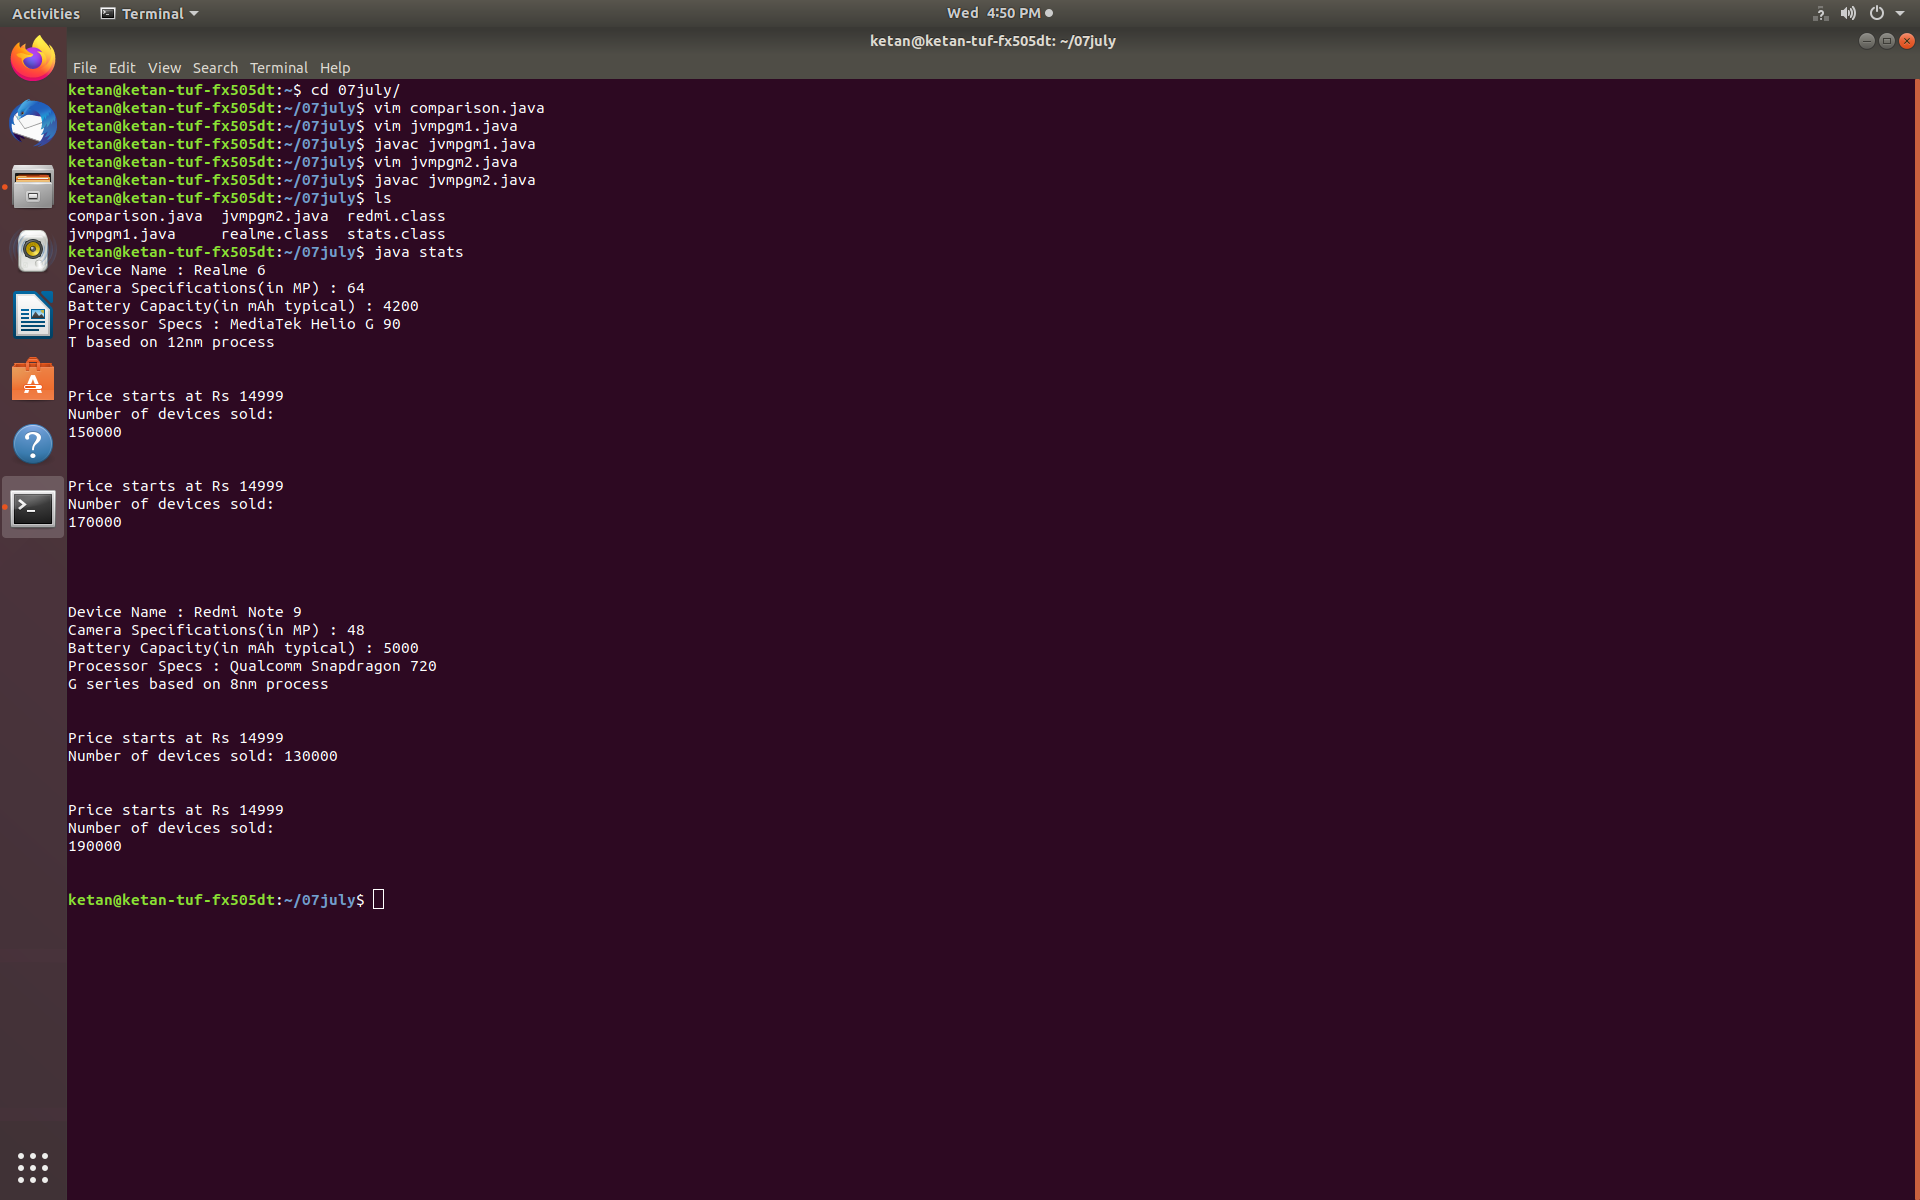 Activities Terminal Wed 4:50 PM
ketan@ketan-tuf-fx505dt: ~/07july
File Edit View Search Terminal Help
ketan@ketan-tuf-fx505dt:~$ cd 07july/
ketan@ketan-tuf-fx505dt:~/07july$ vim comparison.java
ketan@ketan-tuf-fx505dt:~/07july$ vim jvmpgm1.java
ketan@ketan-tuf-fx505dt:~/07july$ javac jvmpgm1.java
ketan@ketan-tuf-fx505dt:~/07july$ vim jvmpgm2.java
ketan@ketan-tuf-fx505dt:~/07july$ javac jvmpgm2.java
ketan@ketan-tuf-fx505dt:~/07july$ ls
comparison.java  jvmpgm2.java  redmi.class
jvmpgm1.java     realme.class  stats.class
ketan@ketan-tuf-fx505dt:~/07july$ java stats
Device Name : Realme 6
Camera Specifications(in MP) : 64
Battery Capacity(in mAh typical) : 4200
Processor Specs : MediaTek Helio G 90
T based on 12nm process
Price starts at Rs 14999
Number of devices sold:
150000
Price starts at Rs 14999
Number of devices sold:
170000
Device Name : Redmi Note 9
Camera Specifications(in MP) : 48
Battery Capacity(in mAh typical) : 5000
Processor Specs : Qualcomm Snapdragon 720
G series based on 8nm process
Price starts at Rs 14999
Number of devices sold: 130000
Price starts at Rs 14999
Number of devices sold:
190000
ketan@ketan-tuf-fx505dt:~/07july$